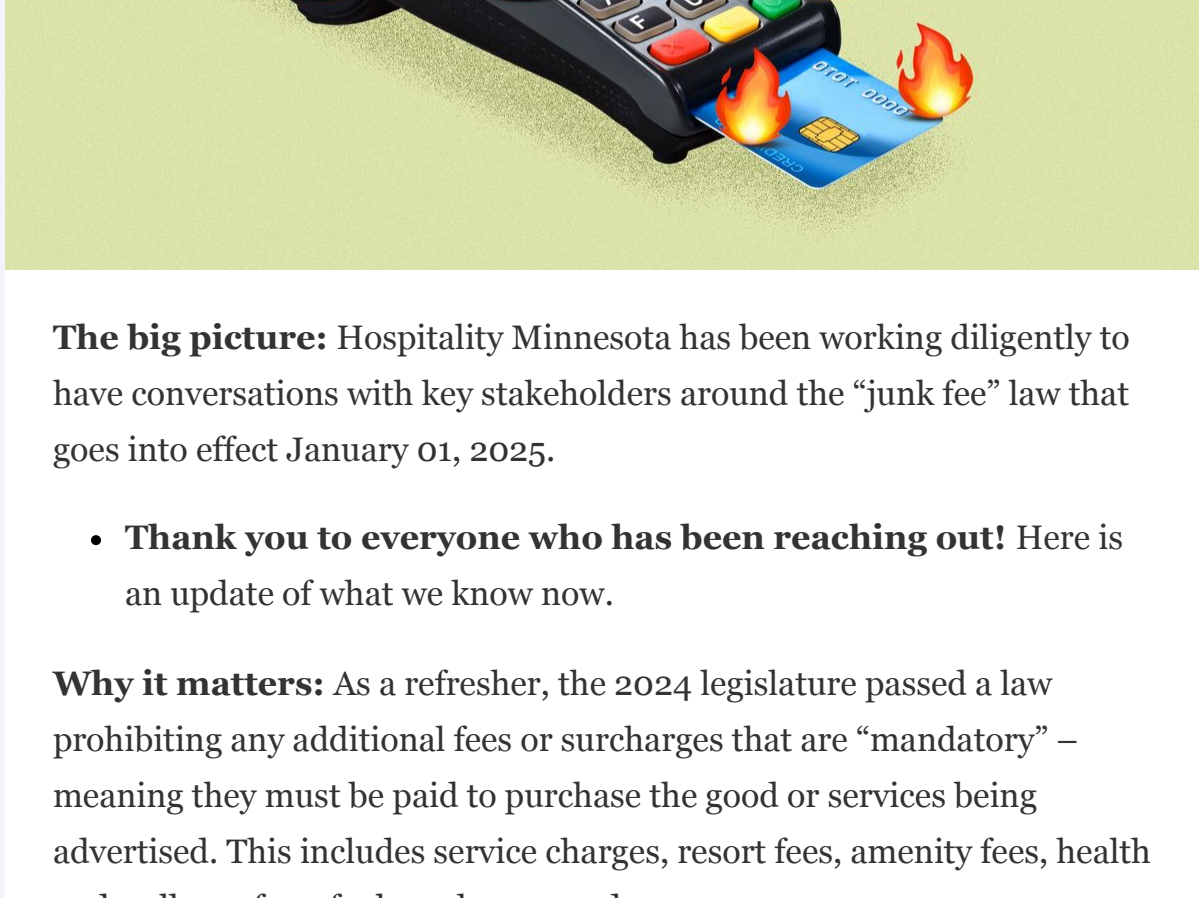 F
0101 0000
CREDIT
The big picture: Hospitality Minnesota has been working diligently to
have conversations with key stakeholders around the “junk fee” law that
goes into effect January 01, 2025.
• Thank you to everyone who has been reaching out! Here is
an update of what we know now.
Why it matters: As a refresher, the 2024 legislature passed a law
prohibiting any additional fees or surcharges that are “mandatory” –
meaning they must be paid to purchase the good or services being
advertised. This includes service charges, resort fees, amenity fees, health